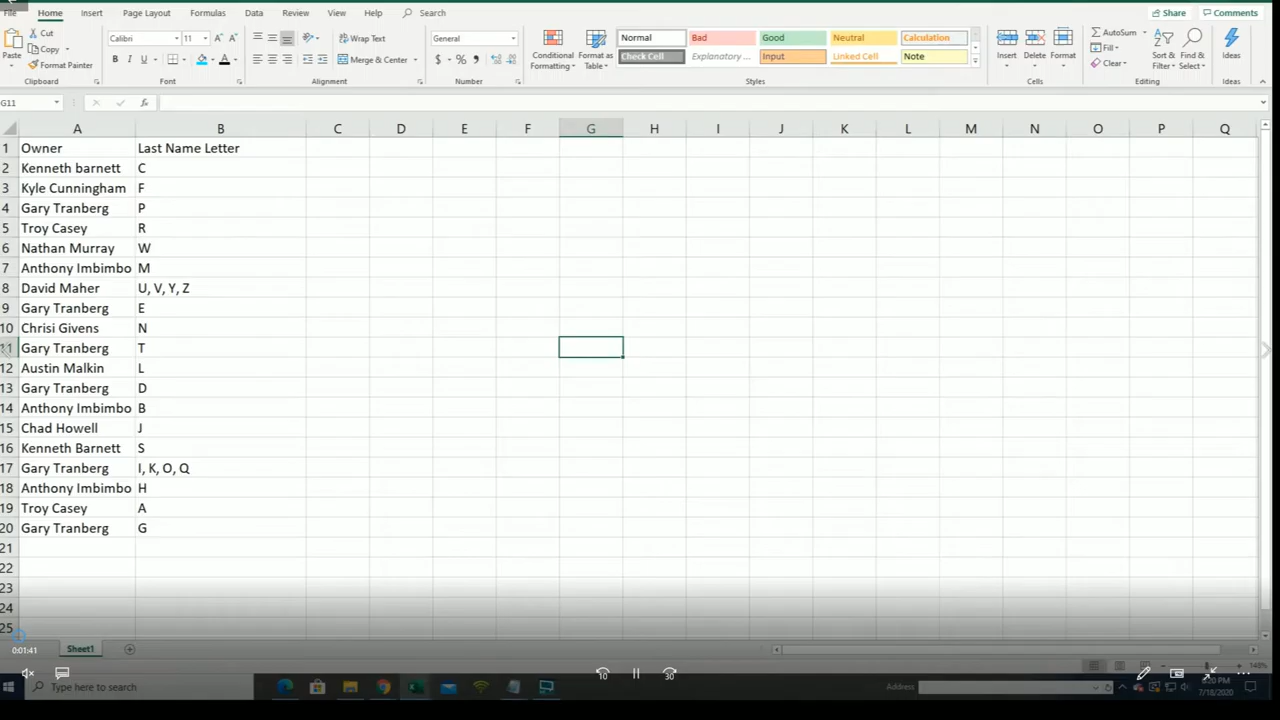 File Home Insert Page Layout Formulas Data Review View Help Search Share Comments
Cut Calibri 11 Wrap Text General Normal Bad Good Neutral Calculation AutoSum
Copy Fill
Paste Format Painter B I U Merge & Center $ % Conditional Formatting Format as Table Check Cell Explanatory ... Input Linked Cell Note Insert Delete Format Clear Sort & Filter Find & Select Ideas
Clipboard Font Alignment Number Styles Cells Editing Ideas
G11 fx
A B C D E F G H I J K L M N O P Q
1 Owner Last Name Letter
2 Kenneth barnett C
3 Kyle Cunningham F
4 Gary Tranberg P
5 Troy Casey R
6 Nathan Murray W
7 Anthony Imbimbo M
8 David Maher U, V, Y, Z
9 Gary Tranberg E
10 Chrisi Givens N
11 Gary Tranberg T
12 Austin Malkin L
13 Gary Tranberg D
14 Anthony Imbimbo B
15 Chad Howell J
16 Kenneth Barnett S
17 Gary Tranberg I, K, O, Q
18 Anthony Imbimbo H
19 Troy Casey A
20 Gary Tranberg G
21
22
23
24
25
0:01:41 Sheet1
10 30 148%
Type here to search Address 7/18/2020